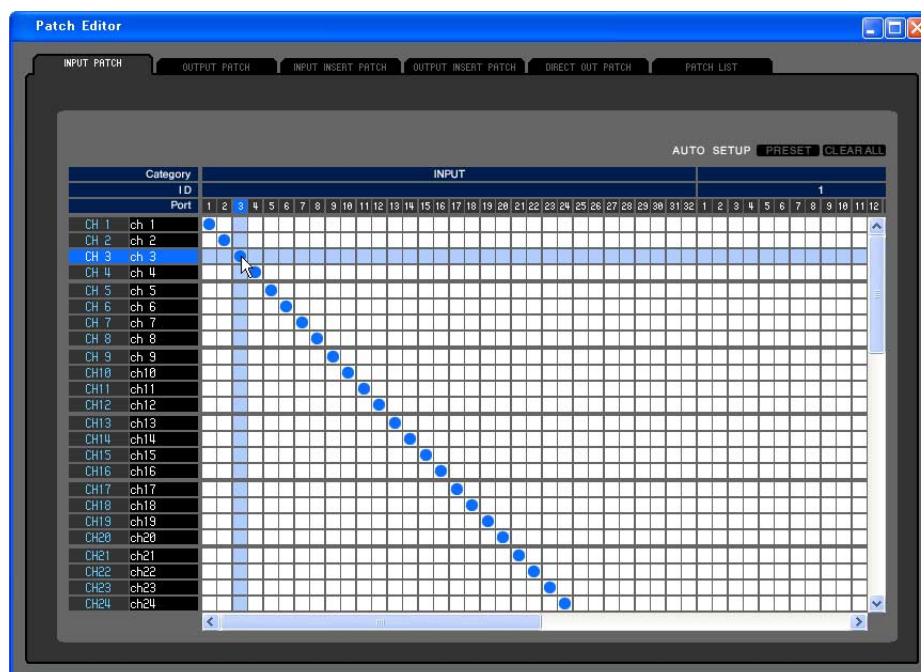 Patch Editor
INPUT PATCH OUTPUT PATCH INPUT INSERT PATCH OUTPUT INSERT PATCH DIRECT OUT PATCH PATCH LIST
AUTO SETUP PRESET CLEAR ALL
Category INPUT
ID 1
Port 1 2 3 4 5 6 7 8 9 10 11 12 13 14 15 16 17 18 19 20 21 22 23 24 25 26 27 28 29 30 31 32 1 2 3 4 5 6 7 8 9 10 11 12
CH 1 ch 1
CH 2 ch 2
CH 3 ch 3
CH 4 ch 4
CH 5 ch 5
CH 6 ch 6
CH 7 ch 7
CH 8 ch 8
CH 9 ch 9
CH10 ch10
CH11 ch11
CH12 ch12
CH13 ch13
CH14 ch14
CH15 ch15
CH16 ch16
CH17 ch17
CH18 ch18
CH19 ch19
CH20 ch20
CH21 ch21
CH22 ch22
CH23 ch23
CH24 ch24